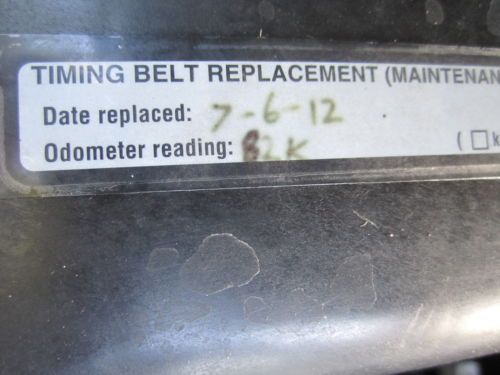 TIMING BELT REPLACEMENT (MAINTENAN
Date replaced: 7-6-12
Odometer reading: 82K ( □ k